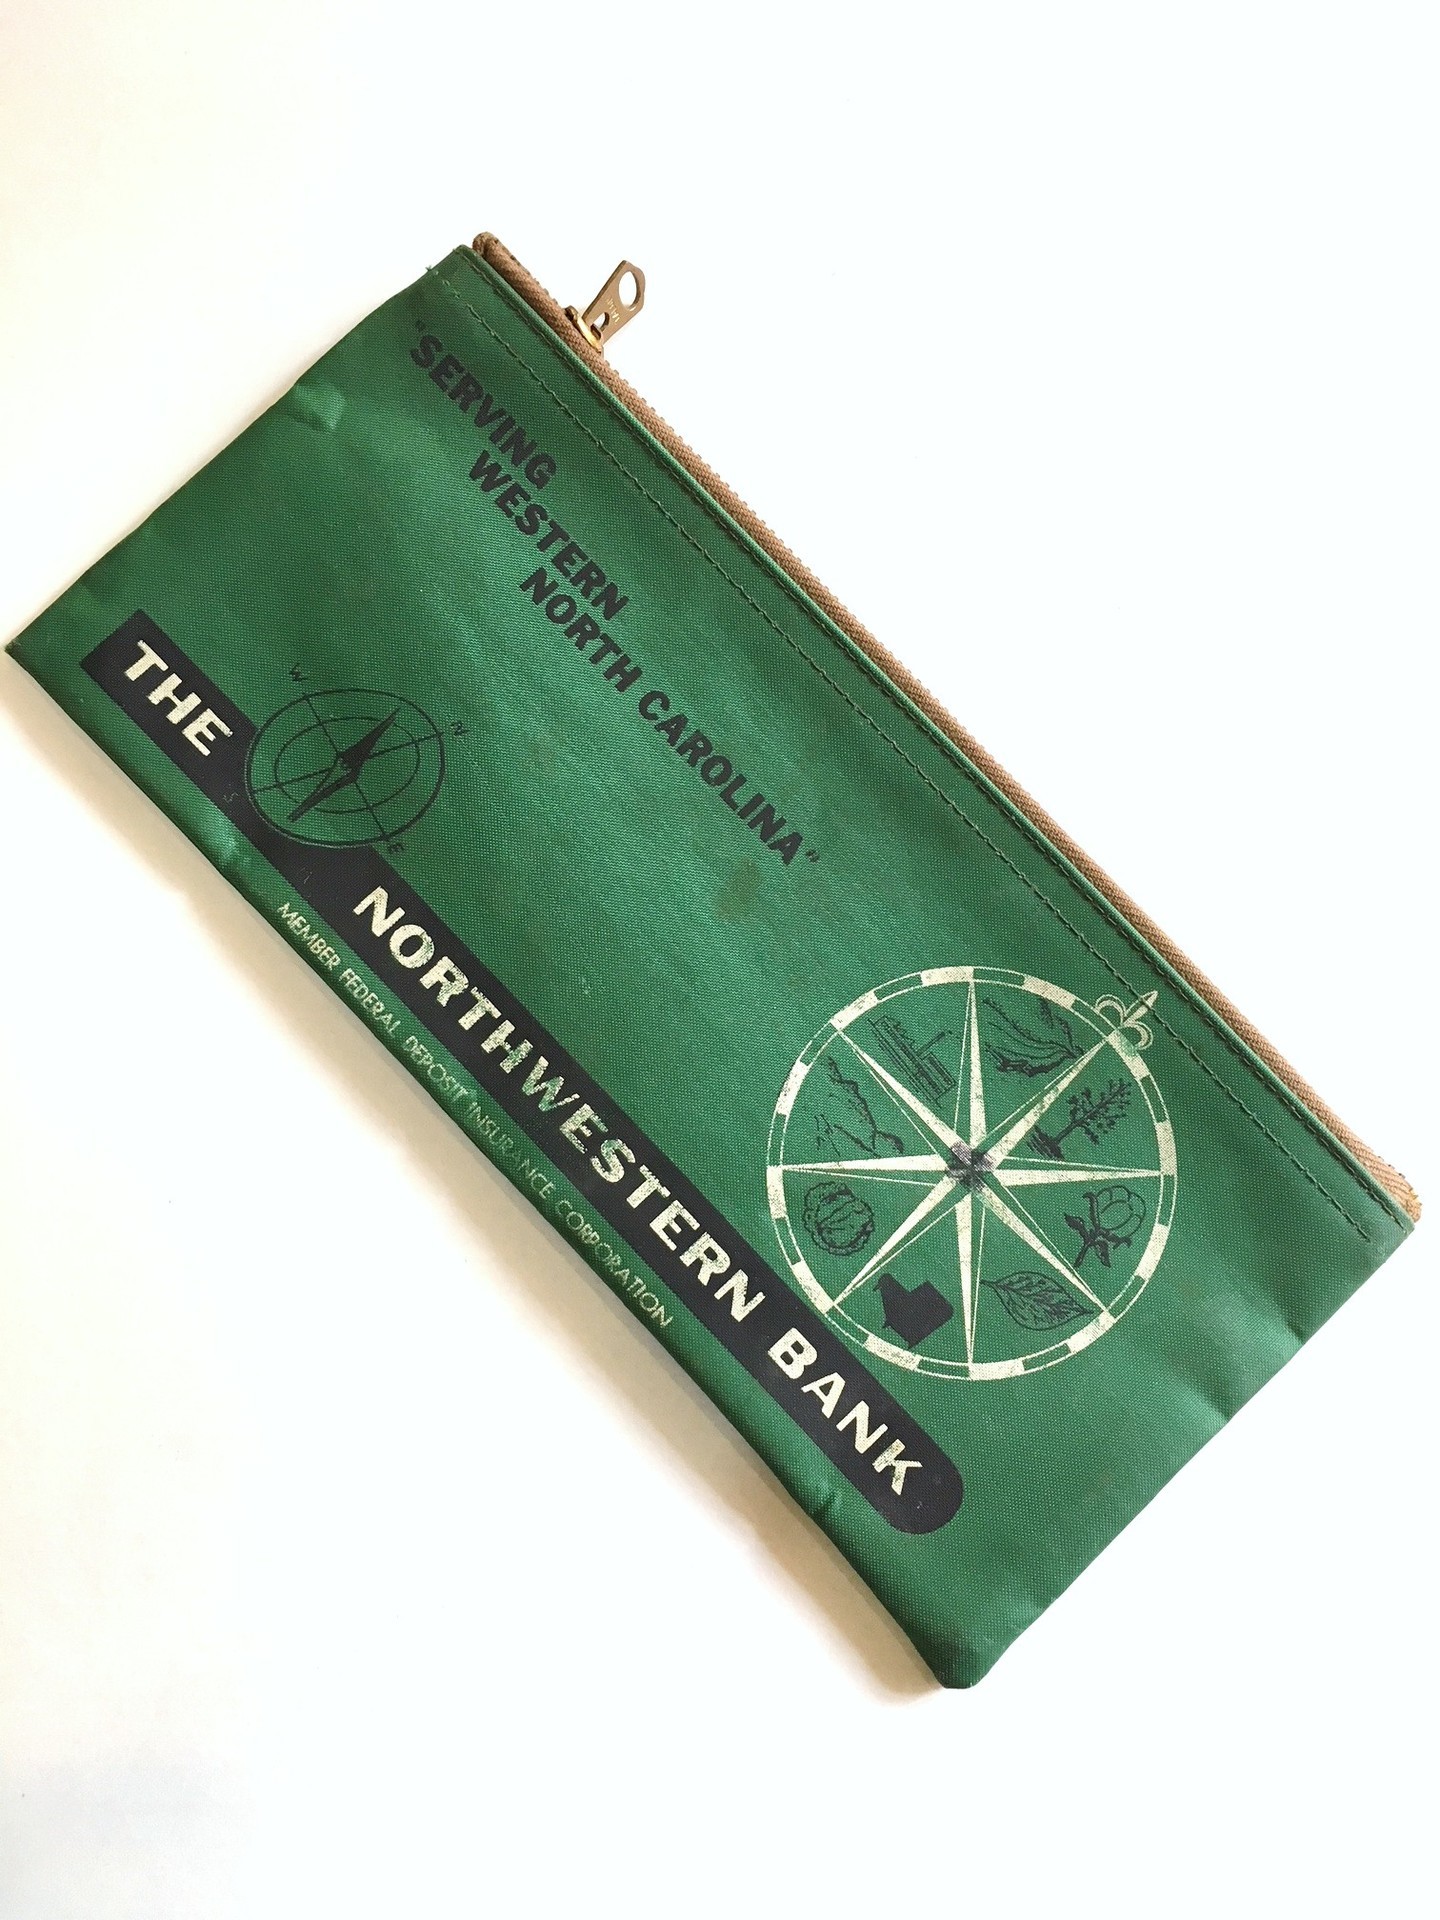 "SERVING
WESTERN
NORTH CAROLINA"
W
N
S
E
THE NORTHWESTERN BANK
MEMBER FEDERAL DEPOSIT INSURANCE CORPORATION